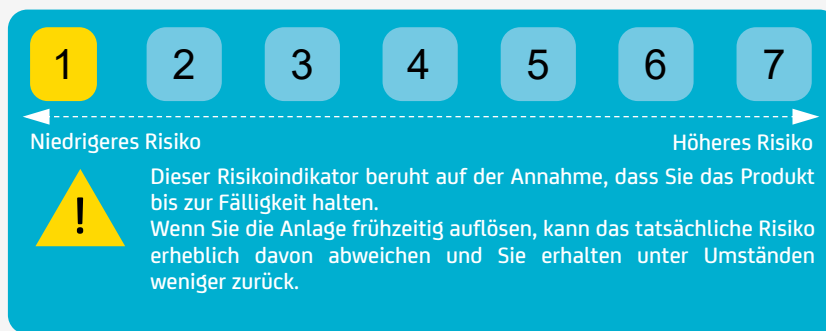 1 2 3 4 5 6 7
Niedrigeres Risiko Höheres Risiko
!
Dieser Risikoindikator beruht auf der Annahme, dass Sie das Produkt
bis zur Fälligkeit halten.
Wenn Sie die Anlage frühzeitig auflösen, kann das tatsächliche Risiko
erheblich davon abweichen und Sie erhalten unter Umständen
weniger zurück.